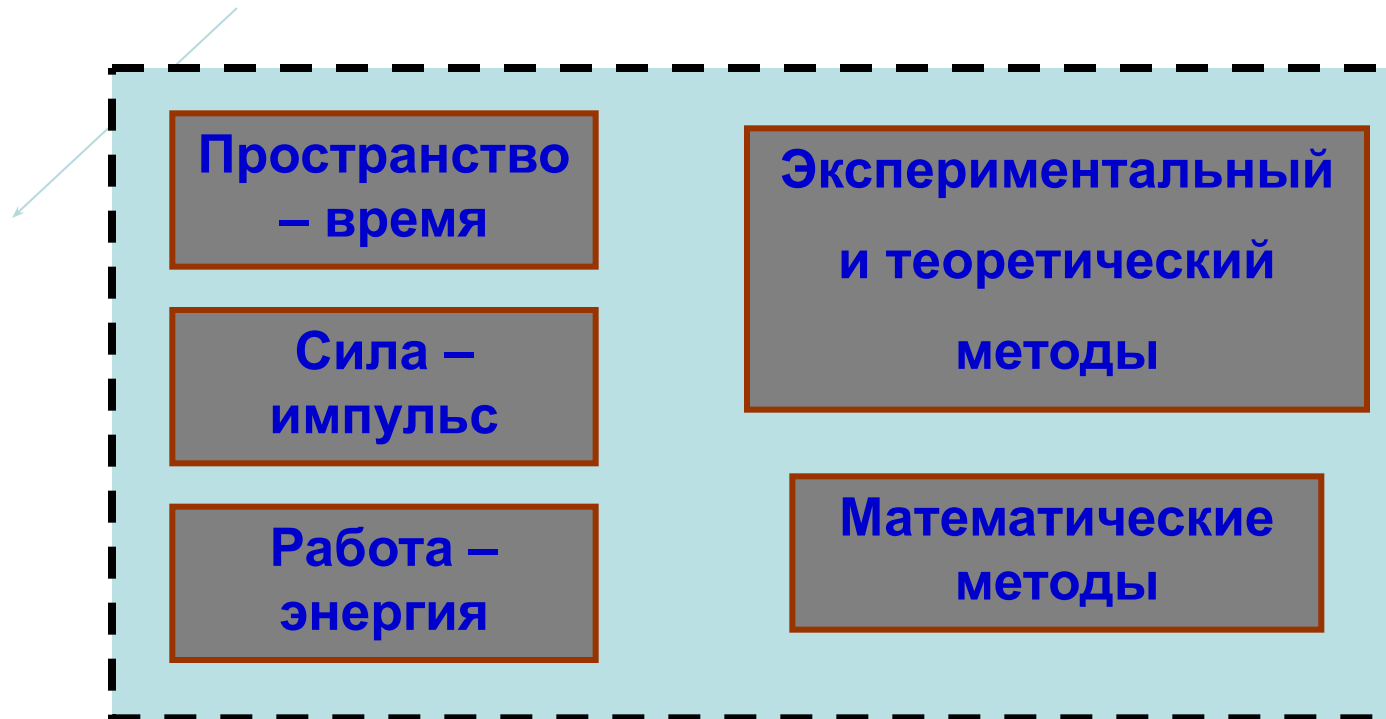 Пространство
– время
Сила –
импульс
Работа –
энергия
Экспериментальный
и теоретический
методы
Математические
методы